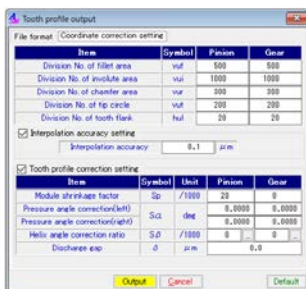 Tooth profile output
File format Coordinate correction setting
Item Symbol Pinion Gear
Division No. of fillet area vuf 500 500
Division No. of involute area vui 1000 1000
Division No. of chamfer area vur 300 300
Division No. of tip circle vut 200 200
Division No. of tooth flank hul 20 20
Interpolation accuracy setting
Interpolation accuracy 0.1 μm
Tooth profile correction setting
Item Symbol Unit Pinion Gear
Module shrinkage factor Sp /1000 20 0
Pressure angle correction(left) Sα deg 0.0000 0.0000
Pressure angle correction(right) 0.0000 0.0000
Helix angle correction ratio Sβ /1000 0 ... 0 ...
Discharge gap δ μm 0.0
Output Cancel Default